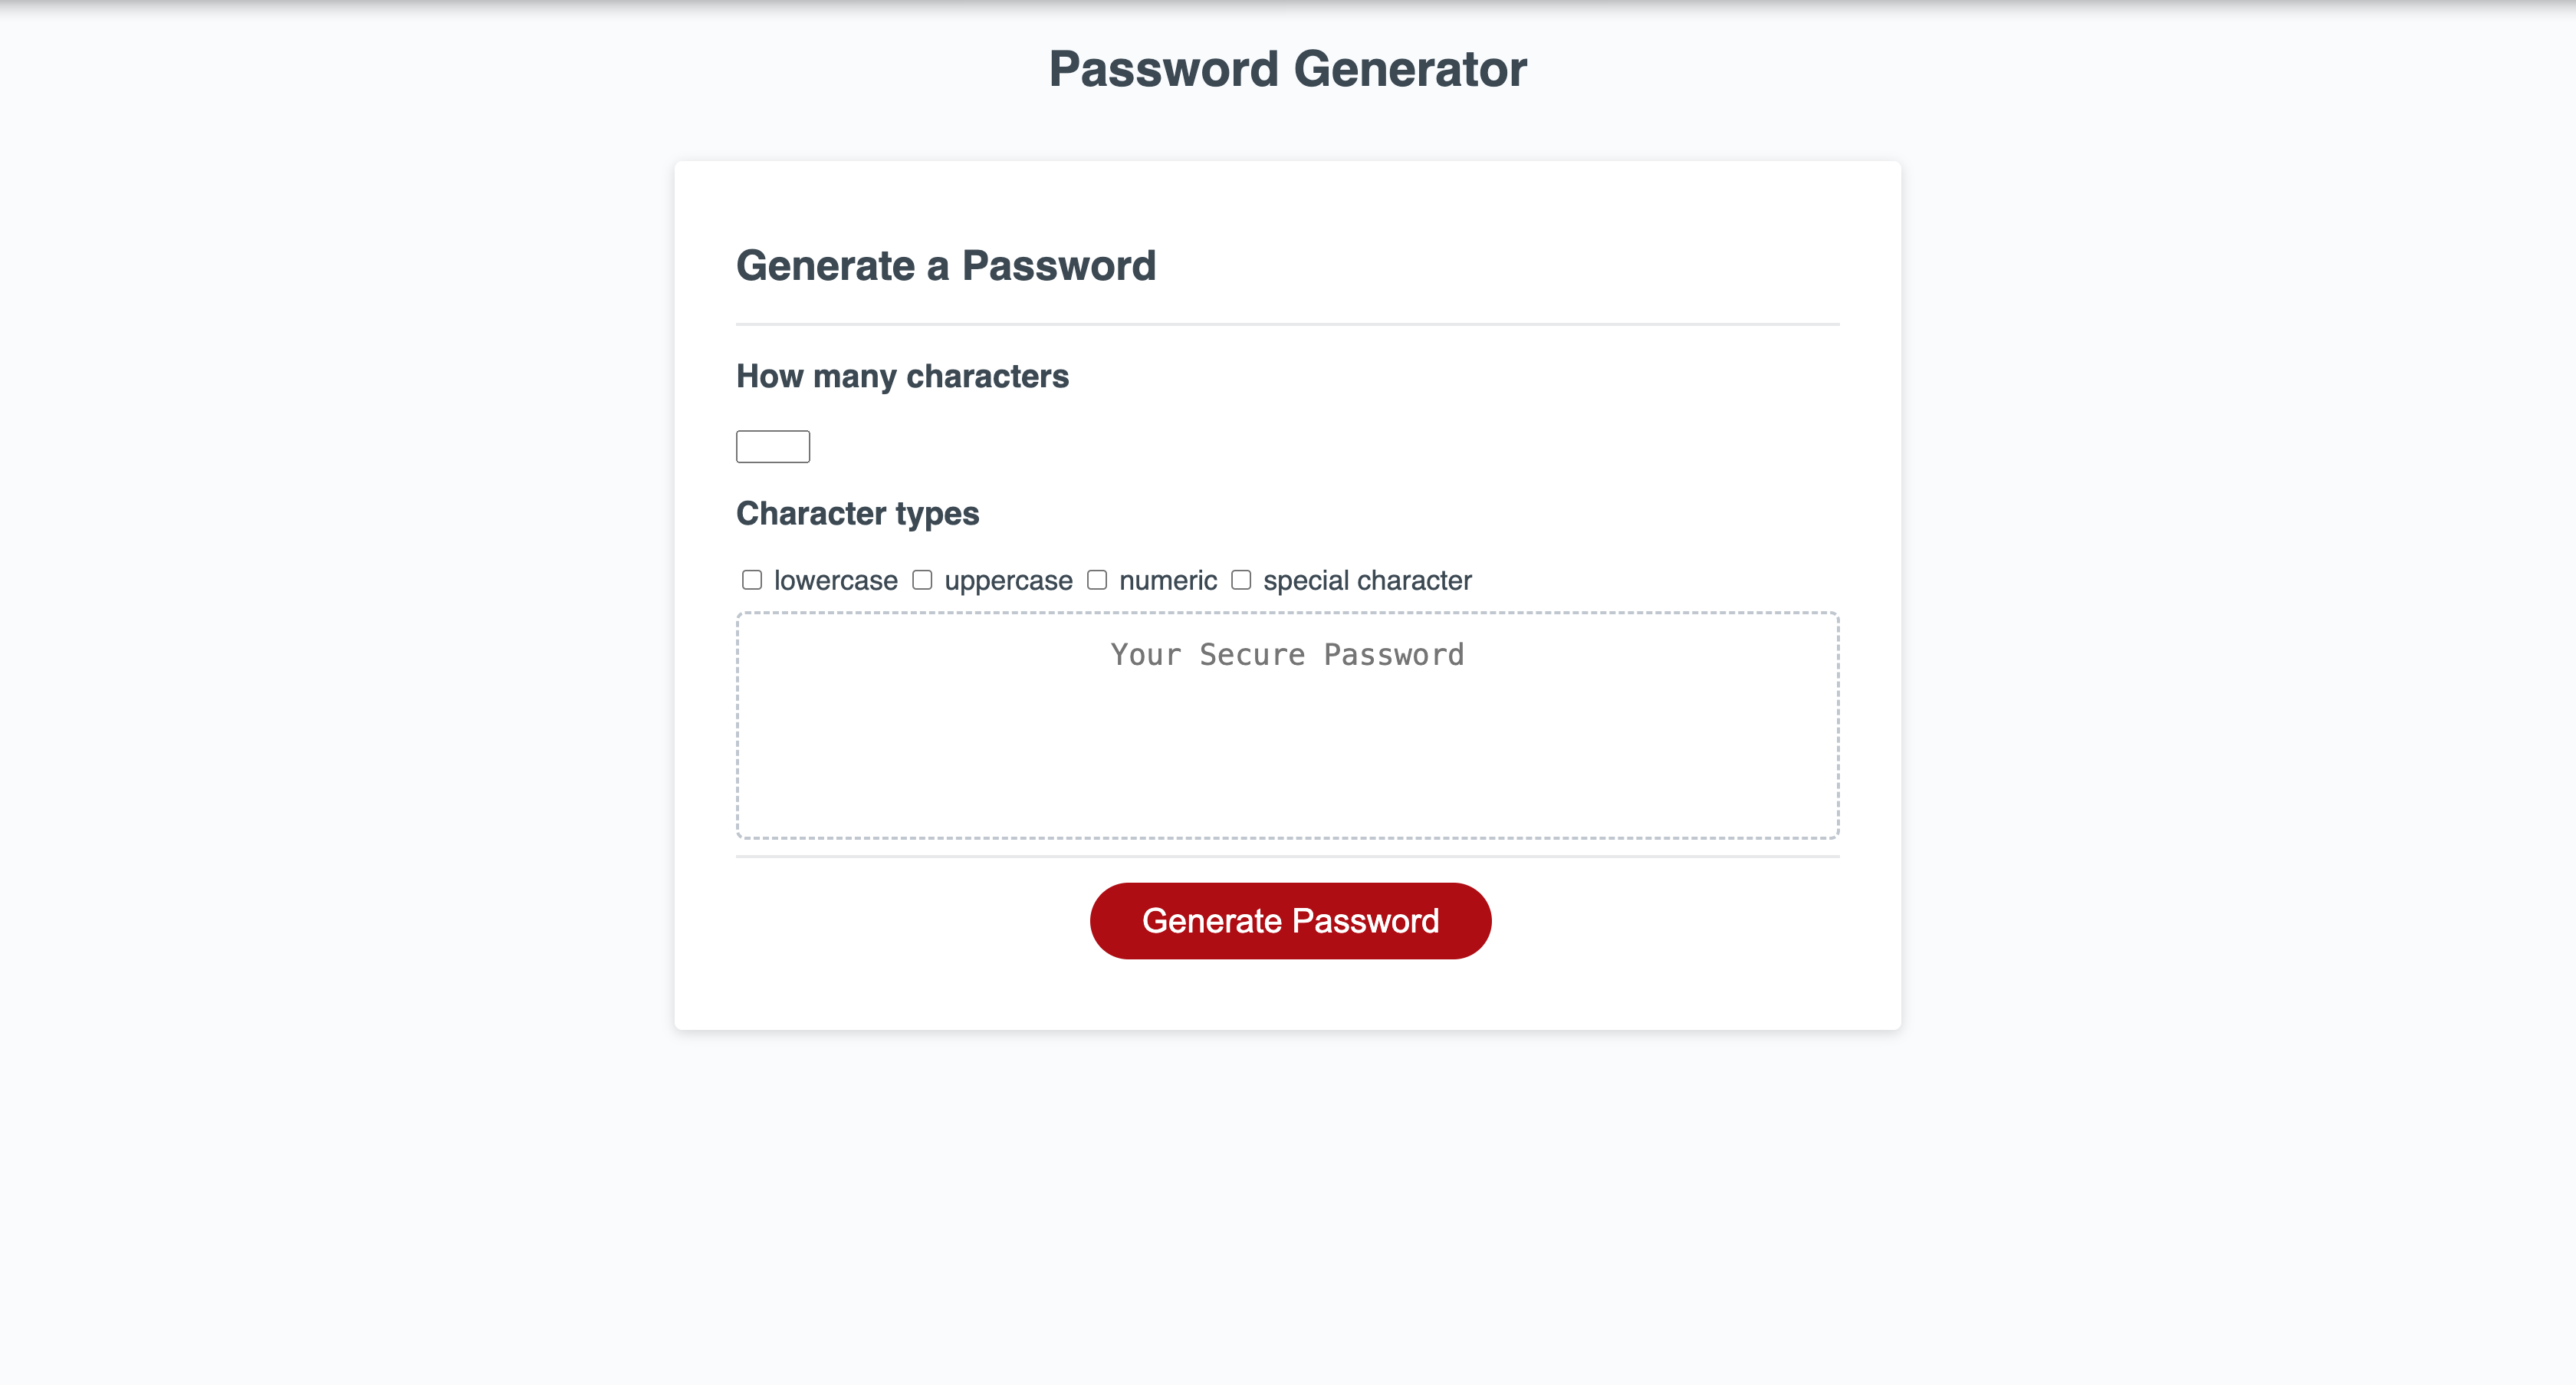 Password Generator
Generate a Password
How many characters
Character types
lowercase uppercase numeric special character
Your Secure Password
Generate Password